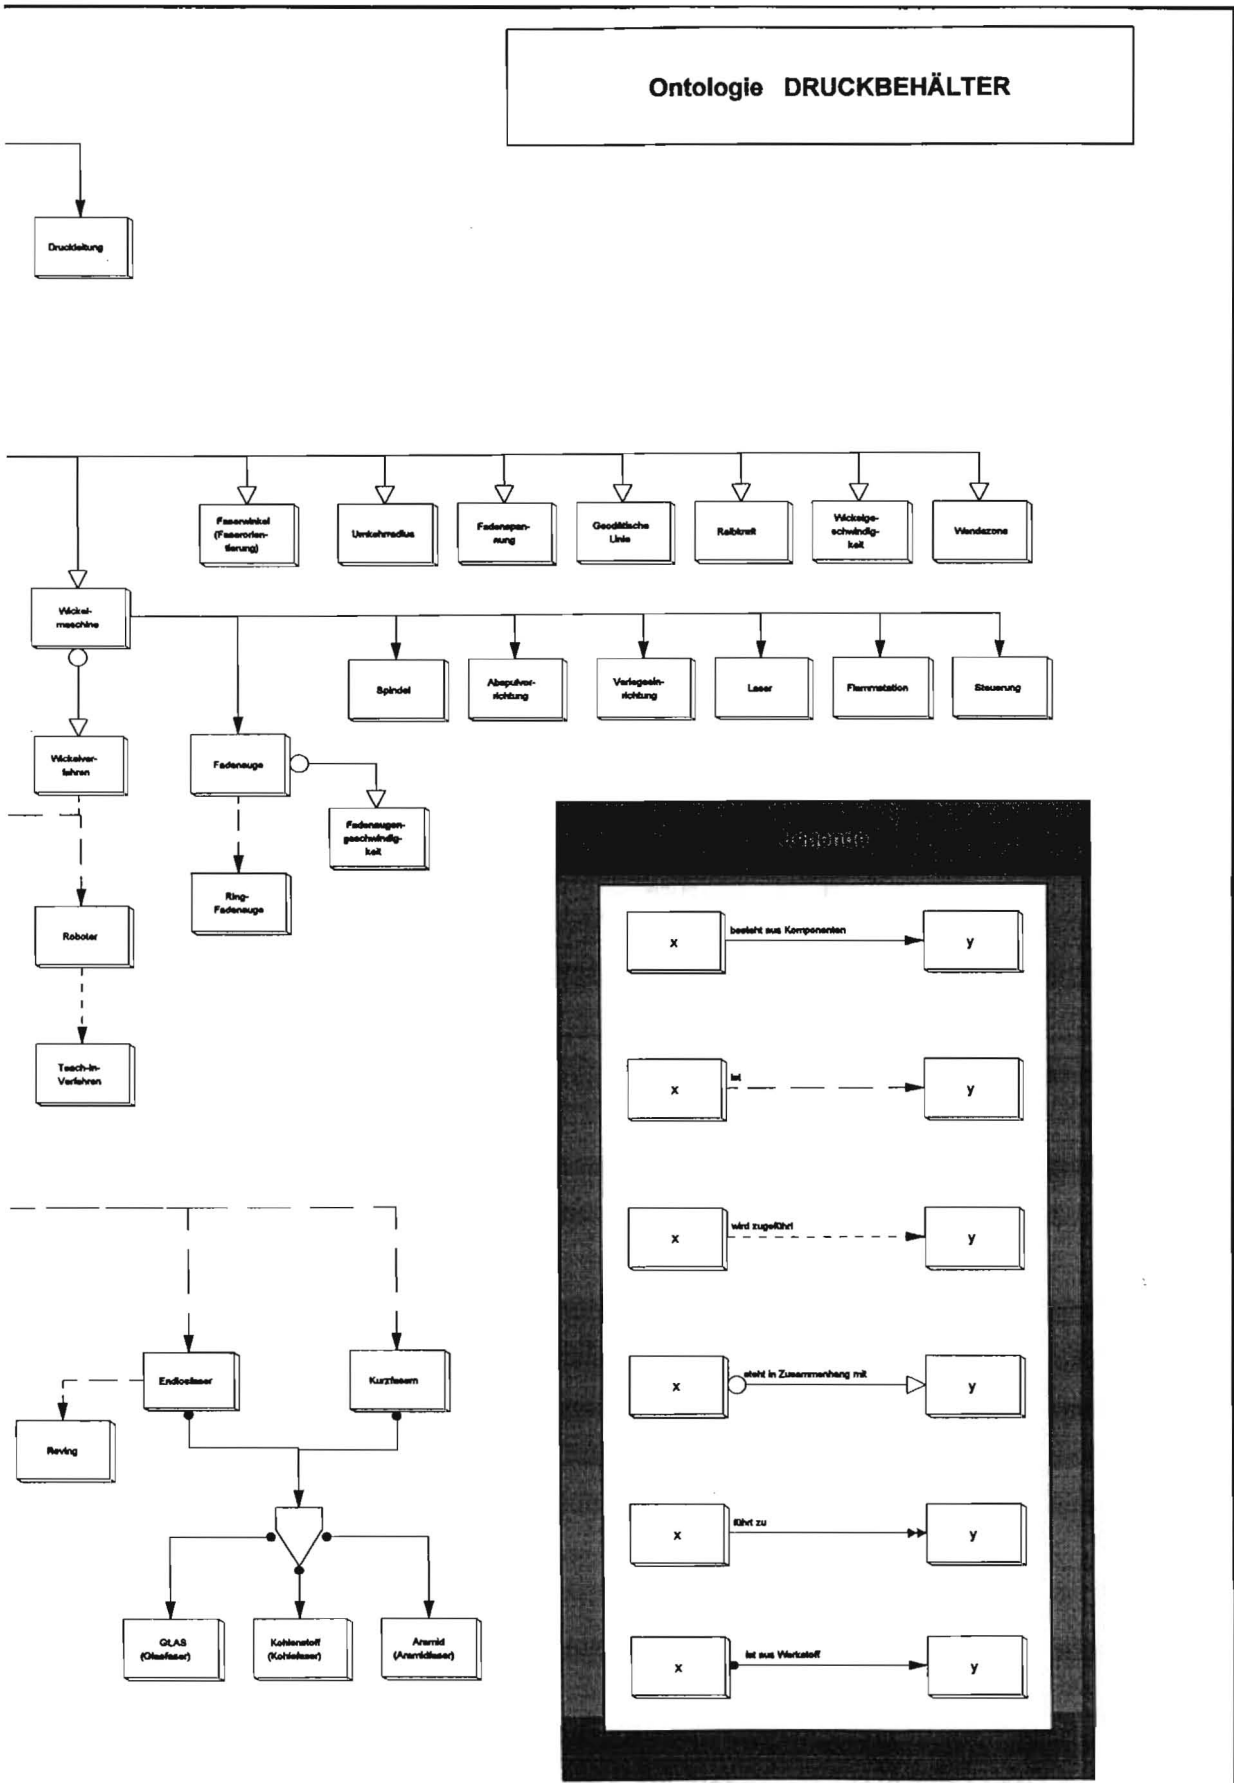 Ontologie DRUCKBEHÄLTER
Druckleitung
Faserwinkel
(Faserorien-
tierung)
Umkehrradius
Fadenspan-
nung
Geodätische
Linie
Reibkraft
Wickelge-
schwindig-
keit
Wendezone
Wickel-
maschine
Spindel
Abspulvor-
richtung
Verlegeein-
richtung
Laser
Flammstation
Steuerung
Wickelver-
fahren
Fadenauge
Fadenaugen-
geschwindig-
keit
Ring-
Fadenauge
Roboter
Teach-In-
Verfahren
Legende
x
besteht aus Komponenten
y
x
ist
y
x
wird zugeführt
y
x
steht in Zusammenhang mit
y
x
führt zu
y
x
ist aus Werkstoff
y
Endlosfaser
Kurzfasern
Roving
GLAS
(Glasfaser)
Kohlenstoff
(Kohlefaser)
Aramid
(Aramidfaser)